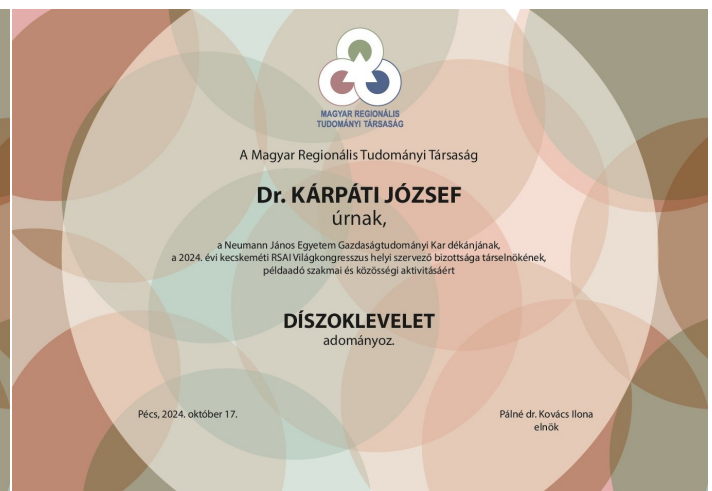 MAGYAR REGIONÁLIS
TUDOMÁNYI TÁRSASÁG
A Magyar Regionális Tudományi Társaság
Dr. KÁRPÁTI JÓZSEF
úrnak,
a Neumann János Egyetem Gazdaságtudományi Kar dékánjának,
a 2024. évi kecskeméti RSAI Világkongresszus helyi szervező bizottsága társelnökének,
példaadó szakmai és közösségi aktivitásáért
DÍSZOKLEVELET
adományoz.
Pécs, 2024. október 17.
Pálné dr. Kovács Ilona
elnök